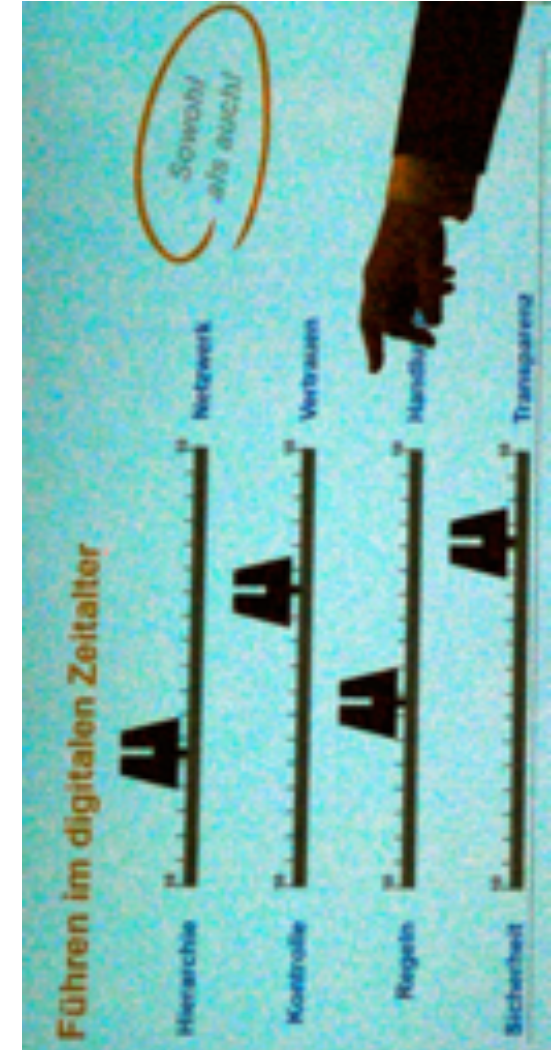 Führen im digitalen Zeitalter
Sowohl
als auch!
Hierarchie Netzwerk
Kontrolle Vertrauen
Regeln
Sicherheit Transparenz